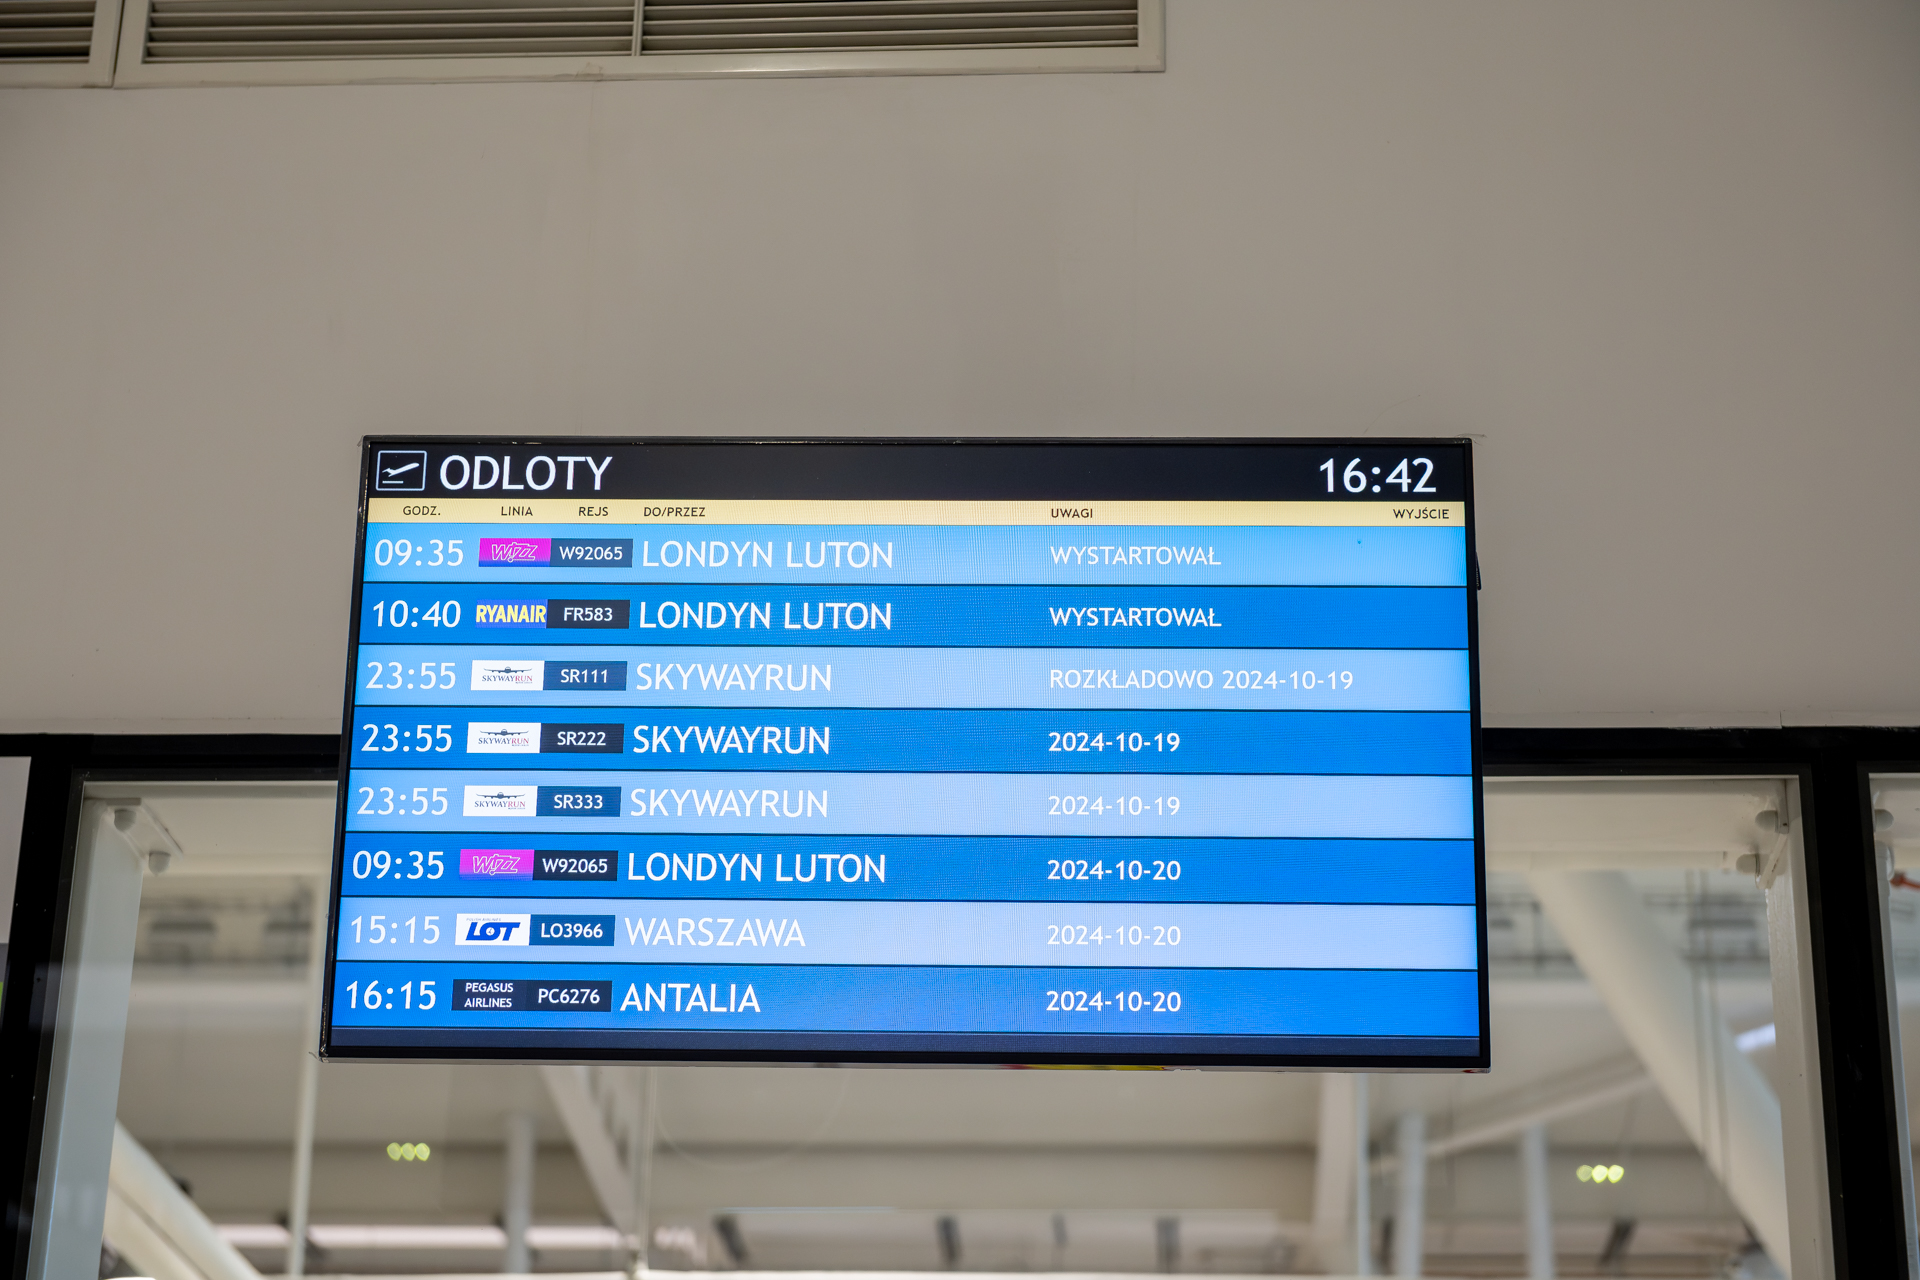 ODLOTY 16:42
GODZ. LINIA REJS DO/PRZEZ UWAGI WYJŚCIE
09:35 WIZZ W92065 LONDYN LUTON WYSTARTOWAŁ
10:40 RYANAIR FR583 LONDYN LUTON WYSTARTOWAŁ
23:55 SKYWAYRUN SR111 SKYWAYRUN ROZKŁADOWO 2024-10-19
23:55 SKYWAYRUN SR222 SKYWAYRUN 2024-10-19
23:55 SKYWAYRUN SR333 SKYWAYRUN 2024-10-19
09:35 WIZZ W92065 LONDYN LUTON 2024-10-20
15:15 LOT LO3966 WARSZAWA 2024-10-20
16:15 PEGASUS AIRLINES PC6276 ANTALIA 2024-10-20